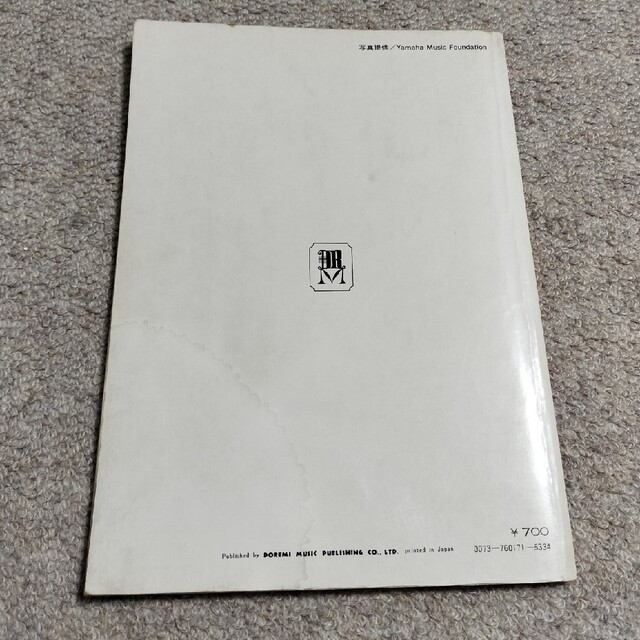 写真提供／Yamaha Music Foundation
DRM
￥700
Published by DOREMI MUSIC PUBLISHING CO., LTD. printed in Japan 0073—760171—5334